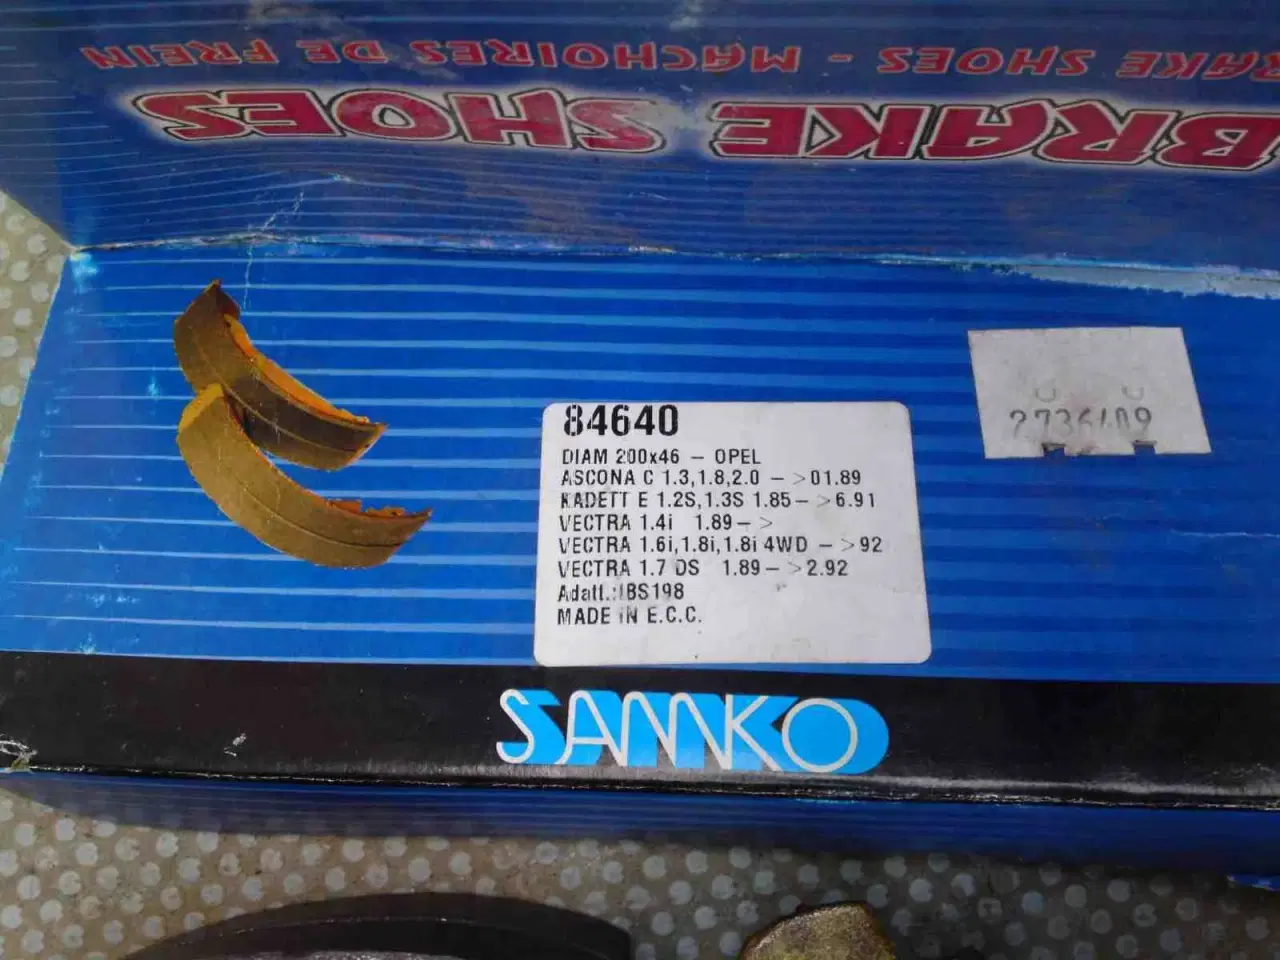 BRAKE SHOES - MACHOIRES DE FREIN
BRAKE SHOES
84640
DIAM 200x46 – OPEL
ASCONA C 1.3,1.8,2.0 –>01.89
KADETT E 1.2S,1.3S 1.85–>6.91
VECTRA 1.4i 1.89–>
VECTRA 1.6i,1.8i,1.8i 4WD –>92
VECTRA 1.7 DS 1.89–>2.92
Adatt.:IBS198
MADE IN E.C.C.
SAMKO